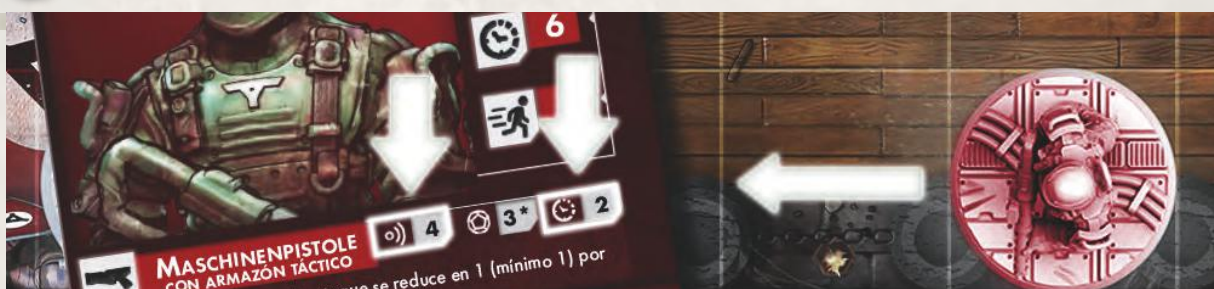 6
4 3* 2
MASCHINENPISTOLE
CON ARMAZÓN TÁCTICO
se reduce en 1 (mínimo 1) por